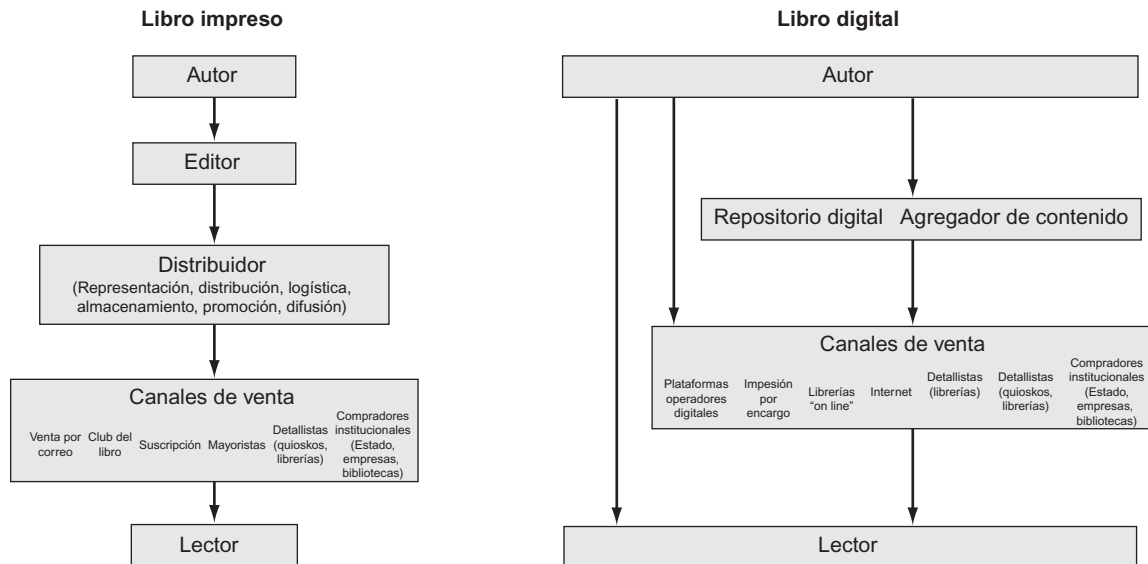 Libro impreso
Autor
Editor
Distribuidor
(Representación, distribución, logística,
almacenamiento, promoción, difusión)
Canales de venta
Venta por
correo
Club del
libro
Suscripción
Mayoristas
Detallistas
(quioskos,
librerías)
Compradores
institucionales
(Estado,
empresas,
bibliotecas)
Lector
Libro digital
Autor
Repositorio digital Agregador de contenido
Canales de venta
Plataformas
operadores
digitales
Impesión
por
encargo
Librerías
“on line”
Internet
Detallistas
(librerías)
Detallistas
(quioskos,
librerías)
Compradores
institucionales
(Estado,
empresas,
bibliotecas)
Lector